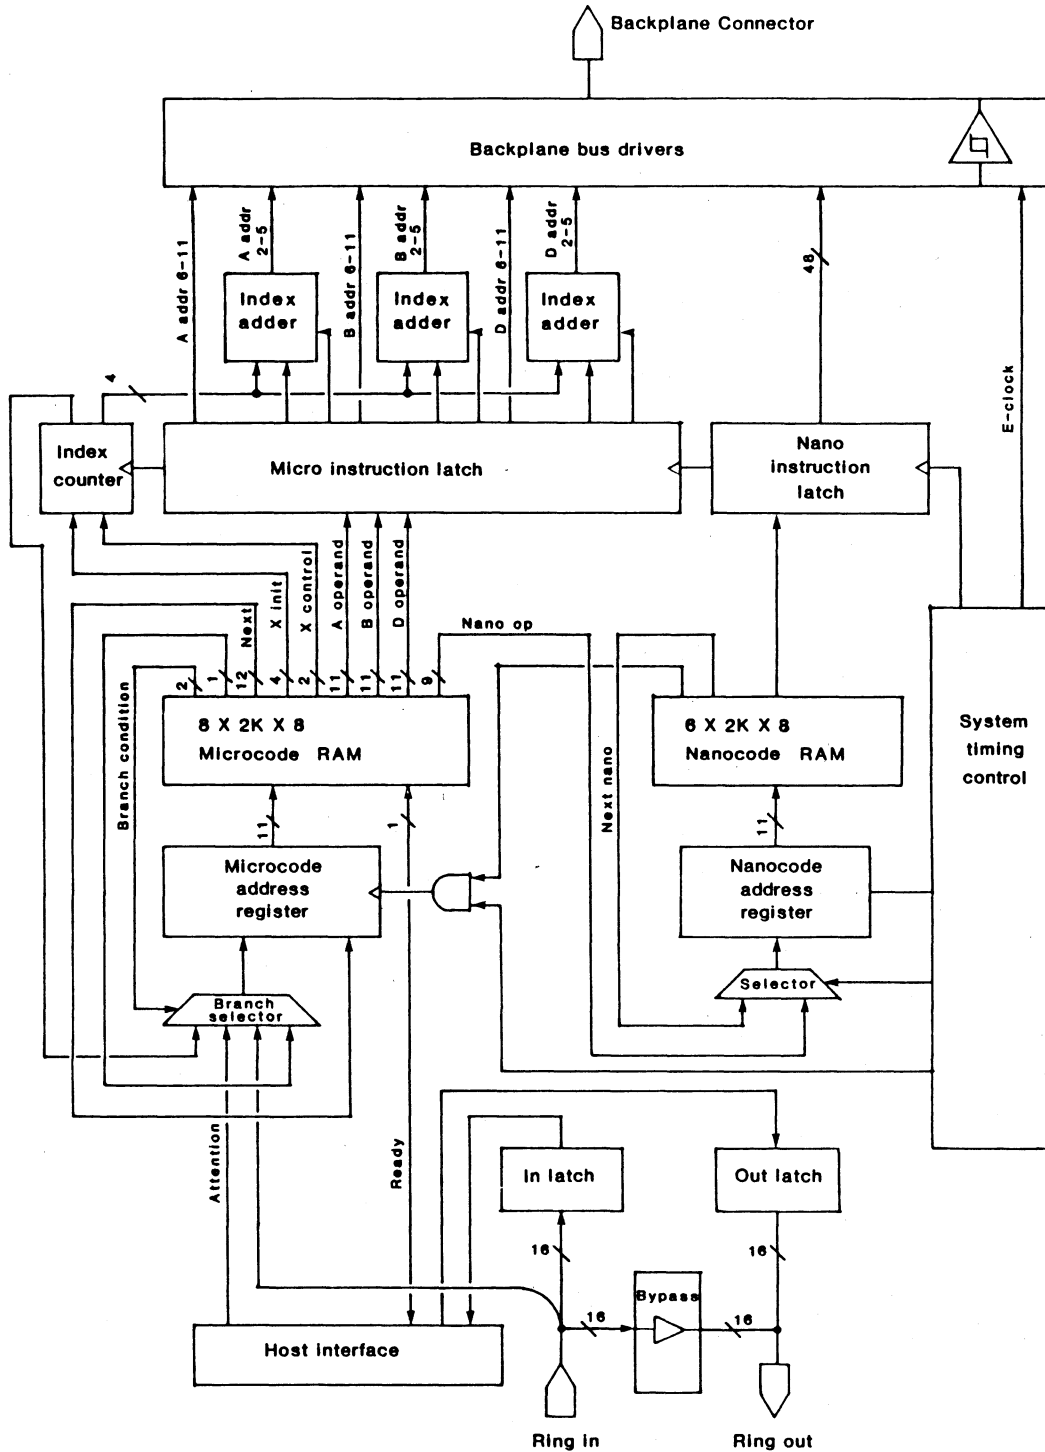 Backplane Connector
Backplane bus drivers
A addr 6-11
A addr
2-5
B addr 6-11
B addr
2-5
D addr 6-11
D addr
2-5
48
E-clock
Index
adder
Index
adder
Index
adder
4
Index
counter
Micro instruction latch
Nano
instruction
latch
Branch condition
2
1
Next
12
X init
4
X control
2
A operand
11
B operand
11
D operand
11
Nano op
9
Next nano
8 X 2K X 8
Microcode RAM
6 X 2K X 8
Nanocode RAM
System
timing
control
11
1
11
Microcode
address
register
Nanocode
address
register
Branch
selector
Selector
Attention
Ready
In latch
Out latch
16
16
Bypass
16
16
Host interface
Ring in
Ring out